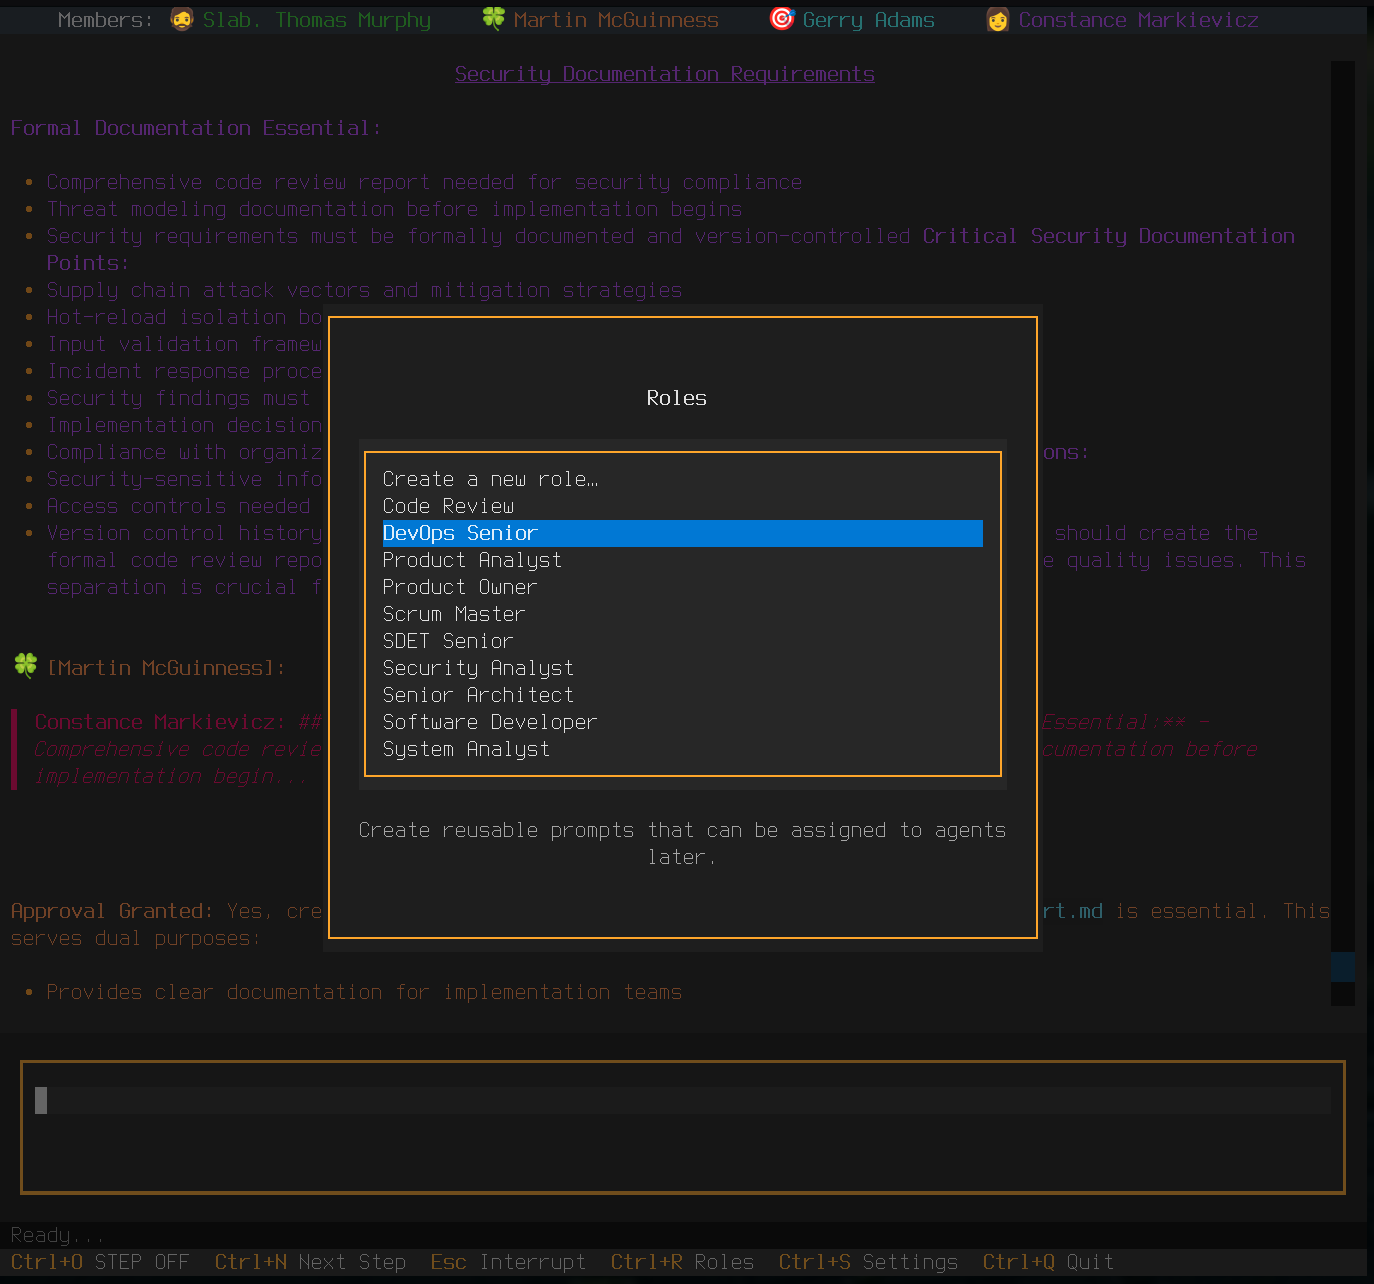 Members: Slab. Thomas Murphy Martin McGuinness Gerry Adams Constance Markievicz
Security Documentation Requirements
Formal Documentation Essential:
• Comprehensive code review report needed for security compliance
• Threat modeling documentation before implementation begins
• Security requirements must be formally documented and version-controlled Critical Security Documentation
Points:
• Supply chain attack vectors and mitigation strategies
• Hot-reload isolation bo
• Input validation framew
• Incident response proce
• Security findings must
• Implementation decision
• Compliance with organiz ons:
• Security-sensitive info
• Access controls needed
• Version control history should create the
formal code review repo e quality issues. This
separation is crucial f
Roles
Create a new role…
Code Review
DevOps Senior
Product Analyst
Product Owner
Scrum Master
SDET Senior
Security Analyst
Senior Architect
Software Developer
System Analyst
Create reusable prompts that can be assigned to agents
later.
[Martin McGuinness]:
Constance Markievicz: ## Essential:** -
Comprehensive code revie cumentation before
implementation begin...
Approval Granted: Yes, cre rt.md is essential. This
serves dual purposes:
• Provides clear documentation for implementation teams
Ready...
Ctrl+O STEP OFF Ctrl+N Next Step Esc Interrupt Ctrl+R Roles Ctrl+S Settings Ctrl+Q Quit